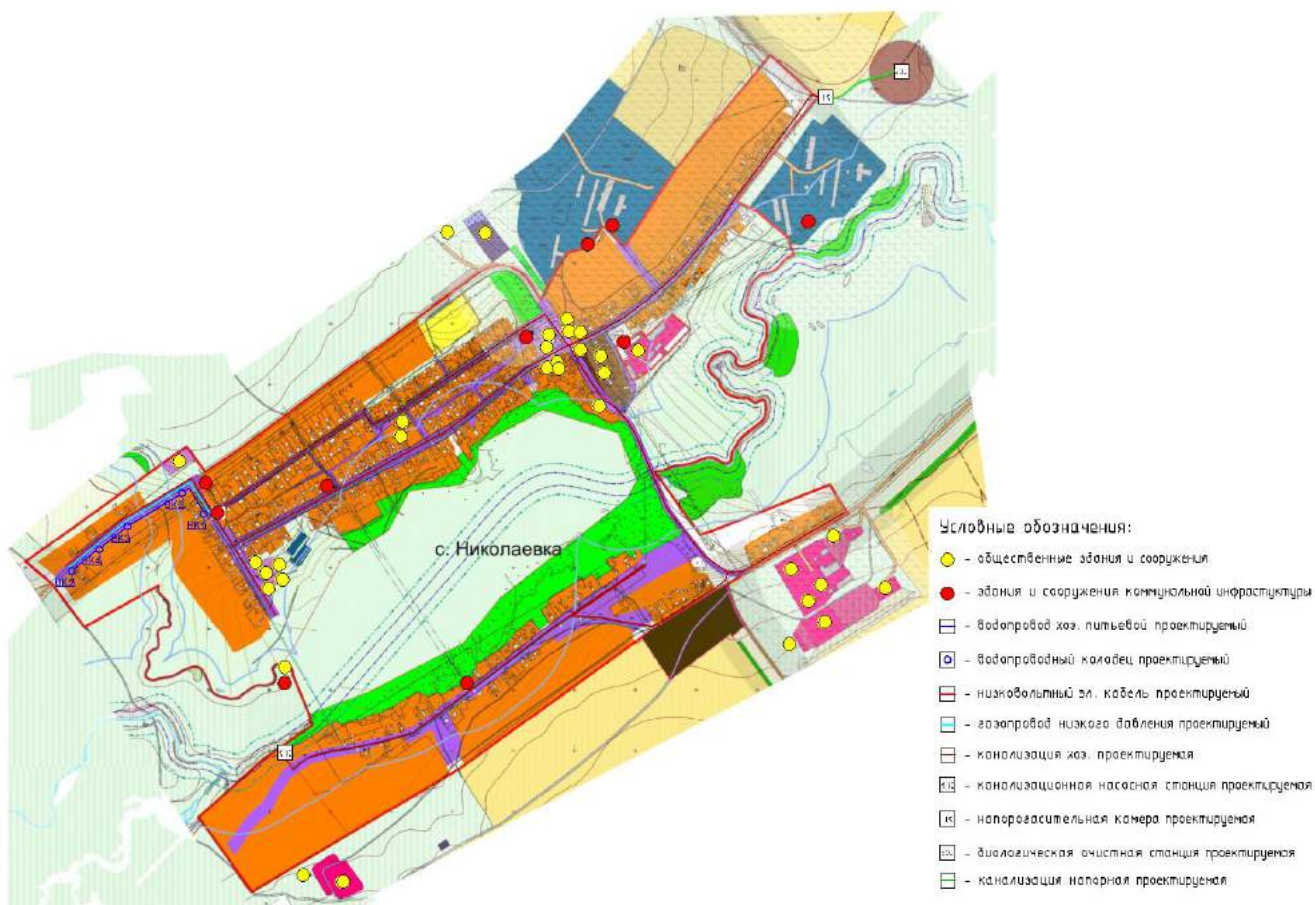 с. Николаевка
Условные обозначения:
- общественные здания и сооружения
- здания и сооружения коммунальной инфрастуктуры
- водопровод хоз. питьевой проектируемый
- водопроводный колодец проектируемый
- низковольтный эл. кабель проектируемый
- газопровод низкого давления проектируемый
- канализация хоз. проектируемая
- канализационная насосная станция проектируемая
- напорогасительная камера проектируемая
- биологическая очистная станция проектируемая
- канализация напорная проектируемая